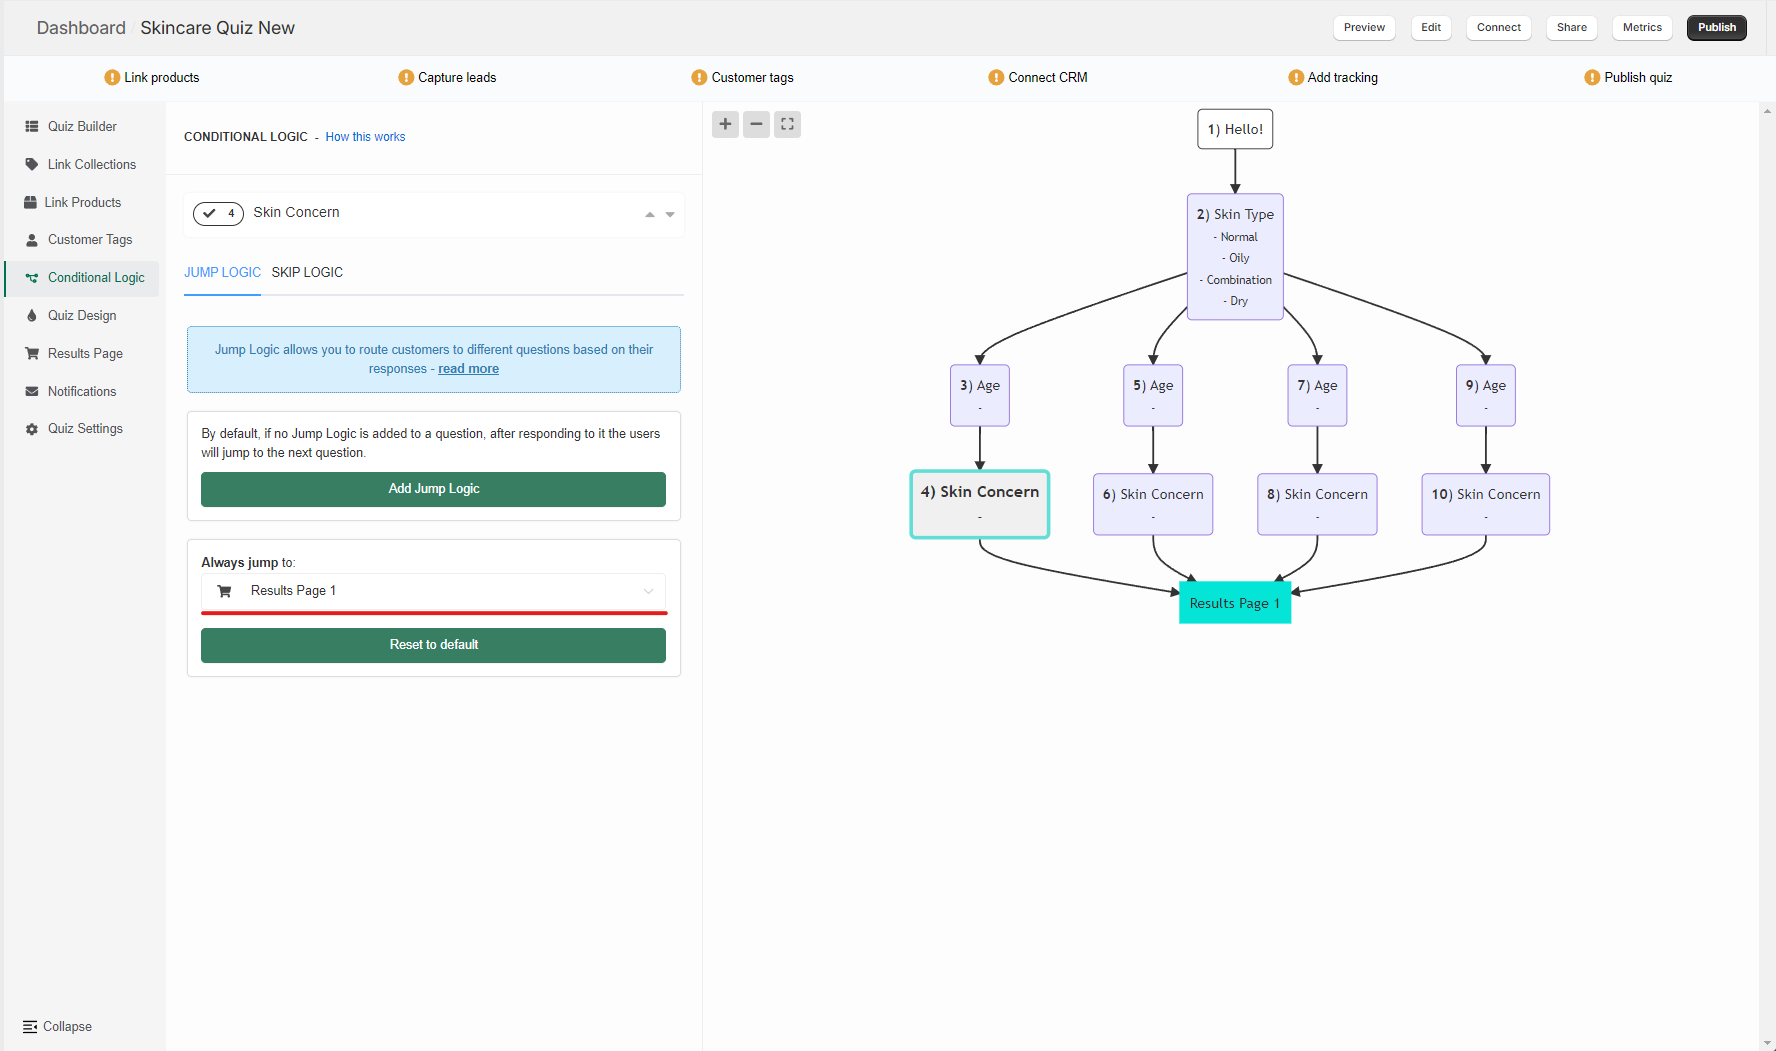 Dashboard / Skincare Quiz New
Preview
Edit
Connect
Share
Metrics
Publish
Link products
Capture leads
Customer tags
Connect CRM
Add tracking
Publish quiz
Quiz Builder
Link Collections
Link Products
Customer Tags
Conditional Logic
Quiz Design
Results Page
Notifications
Quiz Settings
Collapse
CONDITIONAL LOGIC - How this works
4 Skin Concern
JUMP LOGIC SKIP LOGIC
Jump Logic allows you to route customers to different questions based on their
responses - read more
By default, if no Jump Logic is added to a question, after responding to it the users
will jump to the next question.
Add Jump Logic
Always jump to:
Results Page 1
Reset to default
1) Hello!
2) Skin Type
- Normal
- Oily
- Combination
- Dry
3) Age
-
5) Age
-
7) Age
-
9) Age
-
4) Skin Concern
-
6) Skin Concern
-
8) Skin Concern
-
10) Skin Concern
-
Results Page 1